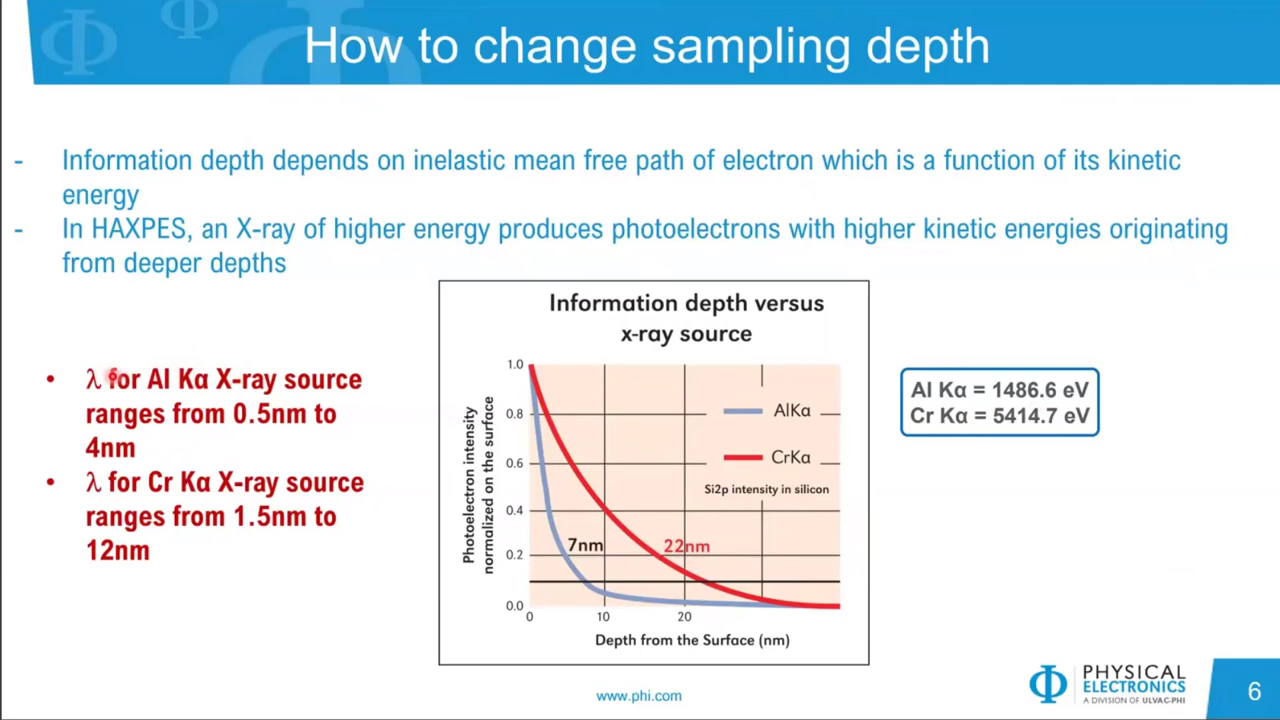 How to change sampling depth
- Information depth depends on inelastic mean free path of electron which is a function of its kinetic
energy
- In HAXPES, an X-ray of higher energy produces photoelectrons with higher kinetic energies originating
from deeper depths
• λ for Al Kα X-ray source
ranges from 0.5nm to
4nm
• λ for Cr Kα X-ray source
ranges from 1.5nm to
12nm
Information depth versus
x-ray source
Photoelectron intensity
normalized on the surface
1.0
0.8
0.6
0.4
0.2
0.0
AlKα
CrKα
Si2p intensity in silicon
7nm
22nm
0 10 20
Depth from the Surface (nm)
Al Kα = 1486.6 eV
Cr Kα = 5414.7 eV
www.phi.com
PHYSICAL
ELECTRONICS
A DIVISION OF ULVAC-PHI
6